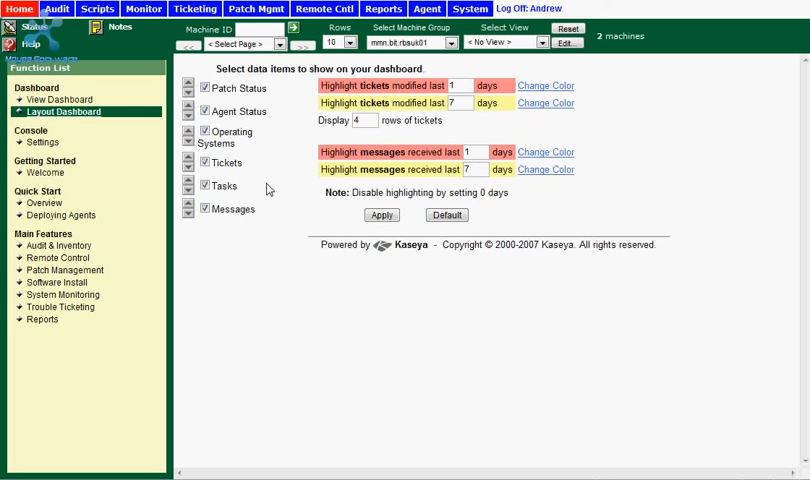 Home Audit Scripts Monitor Ticketing Patch Mgmt Remote Cntl Reports Agent System Log Off: Andrew
Status Notes
Help
Machine ID
<< < Select Page > >>
Rows
10
Select Machine Group
mmn.bit.rbsuk01
Select View
< No View >
Reset
Edit...
2 machines
Function List
Dashboard
View Dashboard
Layout Dashboard
Console
Settings
Getting Started
Welcome
Quick Start
Overview
Deploying Agents
Main Features
Audit & Inventory
Remote Control
Patch Management
Software Install
System Monitoring
Trouble Ticketing
Reports
Select data items to show on your dashboard.
Patch Status
Agent Status
Operating
Systems
Tickets
Tasks
Messages
Highlight tickets modified last 1 days Change Color
Highlight tickets modified last 7 days Change Color
Display 4 rows of tickets
Highlight messages received last 1 days Change Color
Highlight messages received last 7 days Change Color
Note: Disable highlighting by setting 0 days
Apply Default
Powered by Kaseya - Copyright © 2000-2007 Kaseya. All rights reserved.